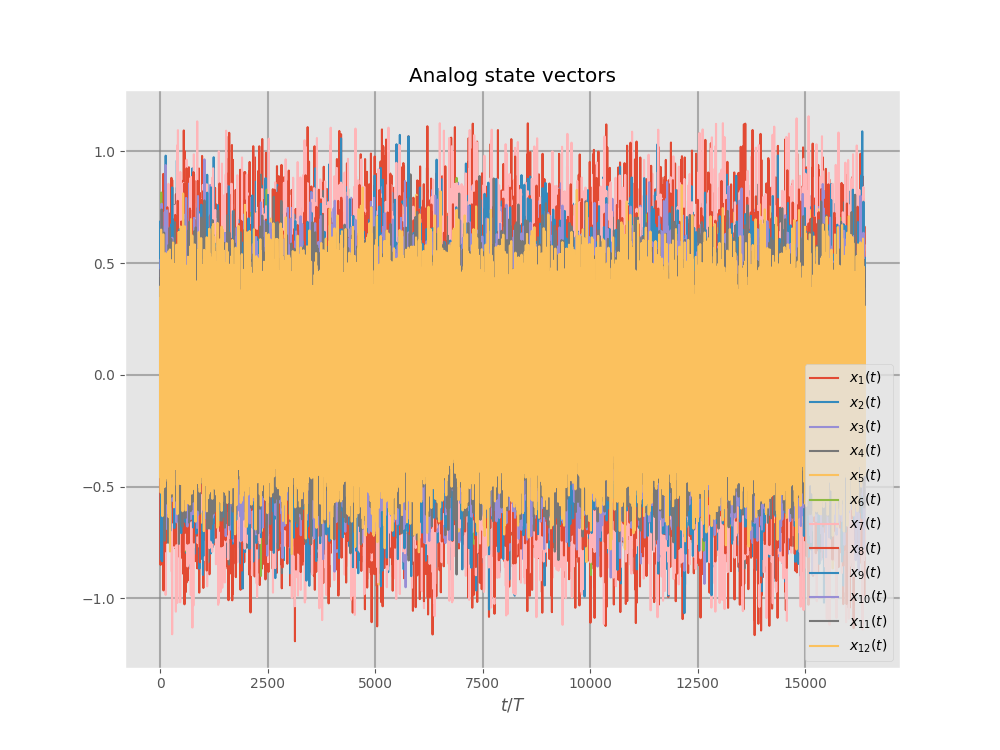 Analog state vectors
1.0
0.5
0.0
−0.5
−1.0
x₁(t)
x₂(t)
x₃(t)
x₄(t)
x₅(t)
x₆(t)
x₇(t)
x₈(t)
x₉(t)
x₁₀(t)
x₁₁(t)
x₁₂(t)
0 2500 5000 7500 10000 12500 15000
t/T